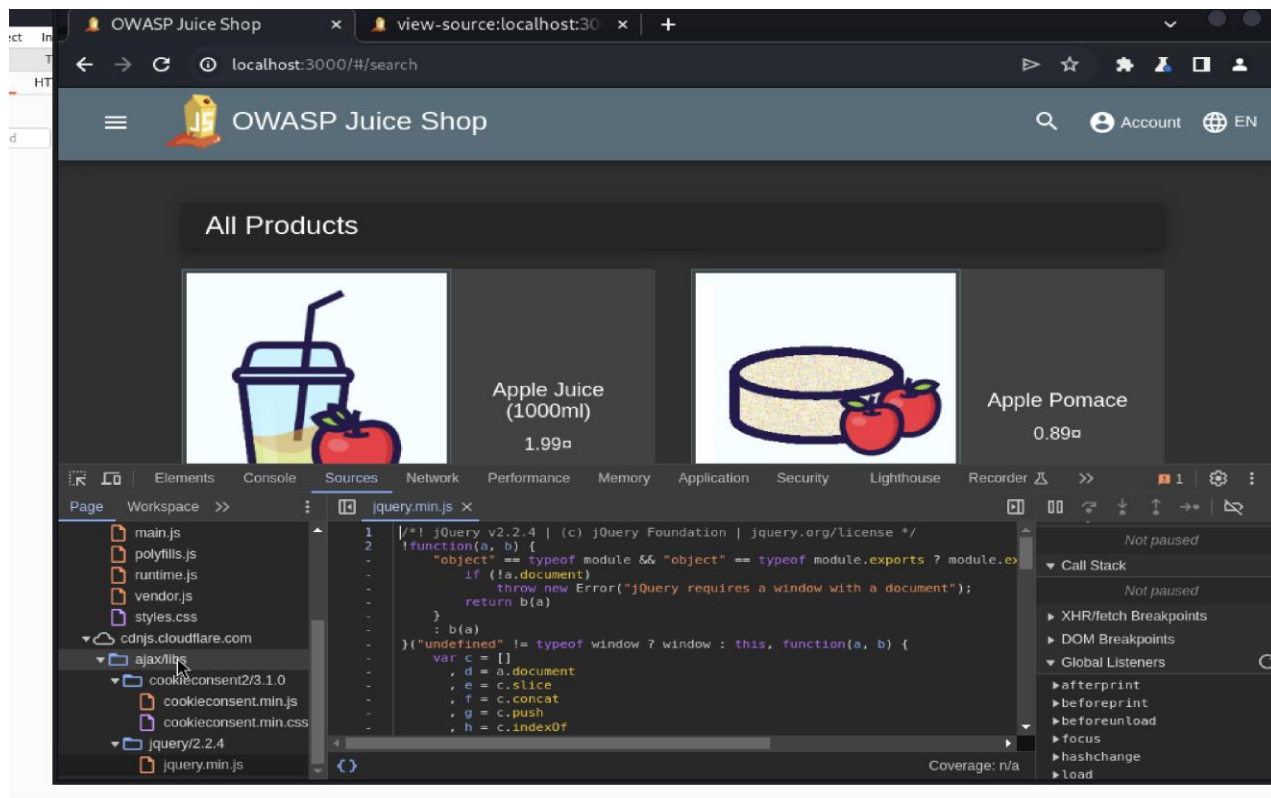 ect In
OWASP Juice Shop × view-source:localhost:30 × +
T
localhost:3000/#/search
HT
JS OWASP Juice Shop Account EN
d
All Products
Apple Juice
(1000ml)
1.99¤
Apple Pomace
0.89¤
Elements Console Sources Network Performance Memory Application Security Lighthouse Recorder >> 1
Page Workspace >> jquery.min.js ×
main.js
polyfills.js
runtime.js
vendor.js
styles.css
cdnjs.cloudflare.com
ajax/libs
cookieconsent2/3.1.0
cookieconsent.min.js
cookieconsent.min.css
jquery/2.2.4
jquery.min.js
1 /*! jQuery v2.2.4 | (c) jQuery Foundation | jquery.org/license */
2 !function(a, b) {
- "object" == typeof module && "object" == typeof module.exports ? module.ex
- if (!a.document)
- throw new Error("jQuery requires a window with a document");
- return b(a)
- }
- : b(a)
- }("undefined" != typeof window ? window : this, function(a, b) {
- var c = []
- , d = a.document
- , e = c.slice
- , f = c.concat
- , g = c.push
- , h = c.indexOf
{} Coverage: n/a
Not paused
Call Stack
Not paused
XHR/fetch Breakpoints
DOM Breakpoints
Global Listeners
afterprint
beforeprint
beforeunload
focus
hashchange
load